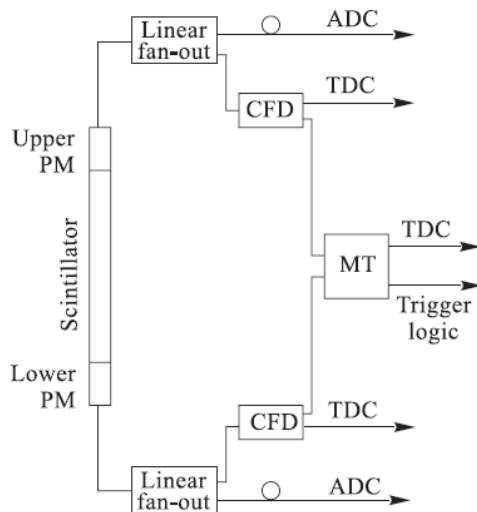 Linear
fan-out
ADC
TDC
CFD
Upper
PM
Scintillator
TDC
MT
Trigger
logic
Lower
PM
CFD
TDC
Linear
fan-out
ADC